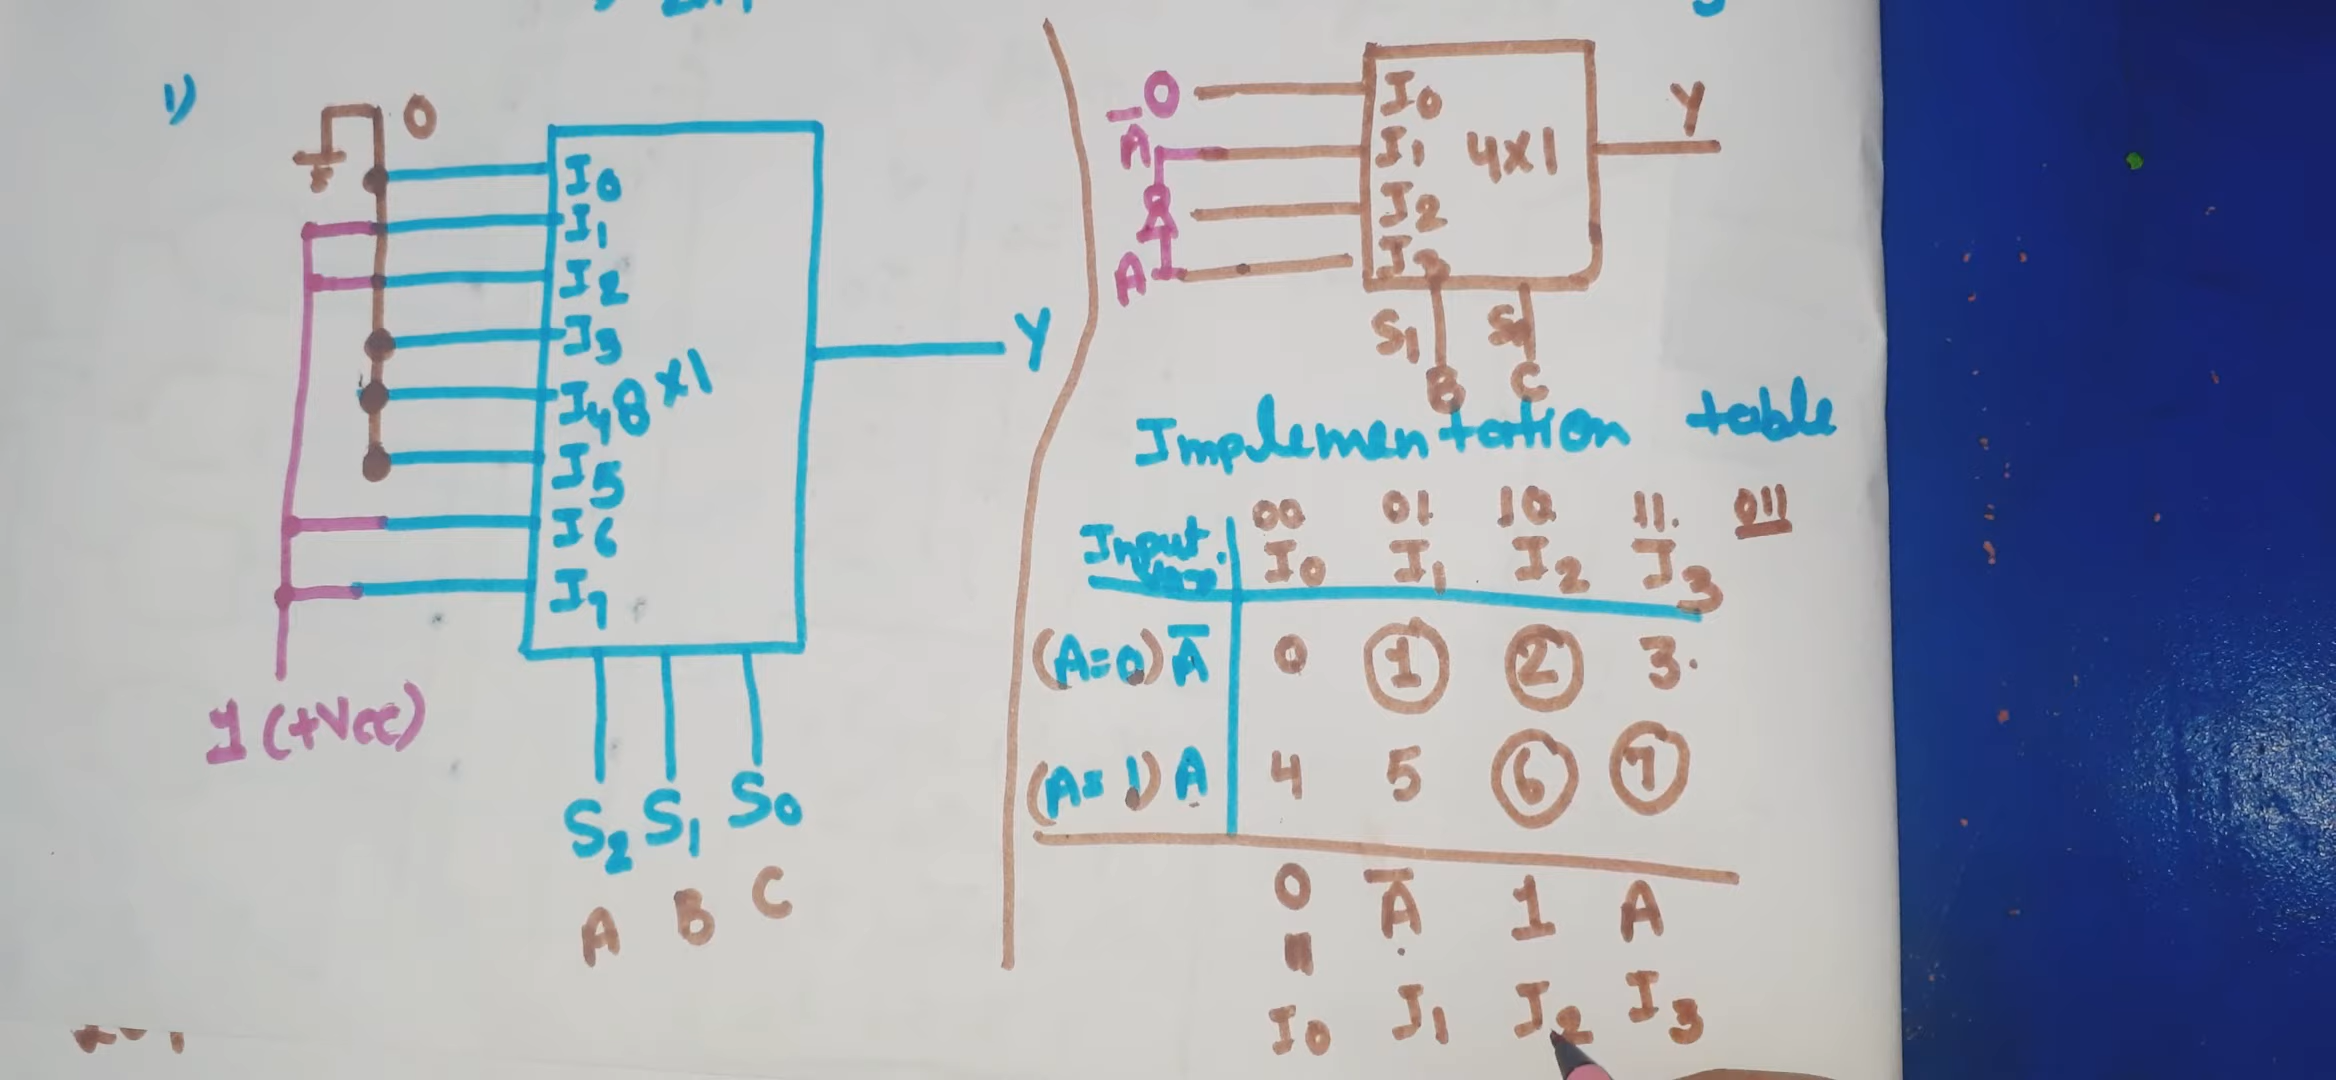 1)
0
I0
I1
I2
I3
I4 8x1
I5
I6
I7
Y
1 (+Vcc)
S2 S1 S0
A B C
0
Ā
A
I0
I1
I2
I3
4x1
Y
S1
B C
Implementation table
00 01 10 11 011
Input I0 I1 I2 I3
(A=0) Ā 0 1 2 3
(A=1) A 4 5 6 7
0 Ā 1 A
I0 I1 I2 I3